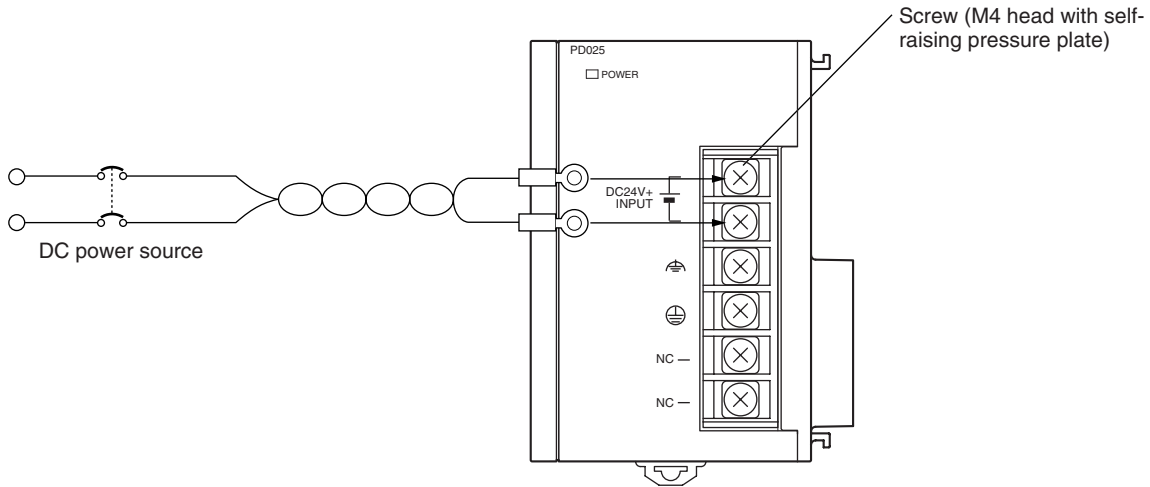 Screw (M4 head with self-
raising pressure plate)
PD025
POWER
DC24V+
INPUT
DC power source
NC
NC